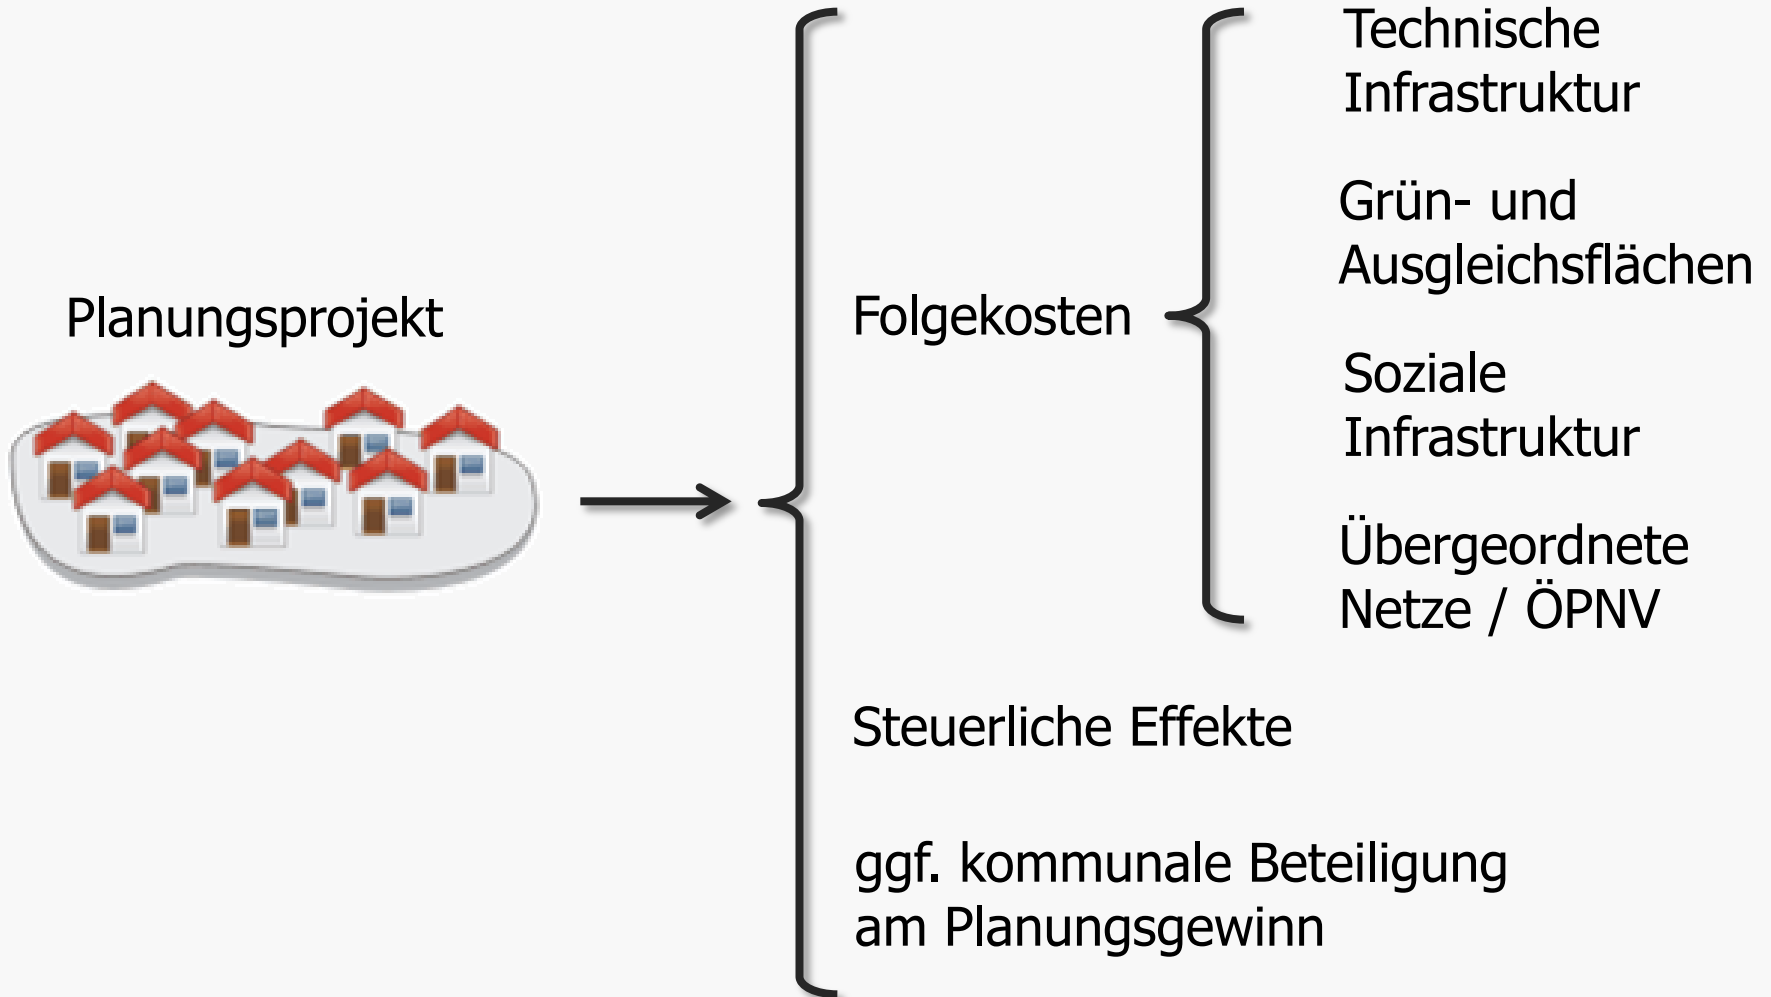 Planungsprojekt
Folgekosten
Technische
Infrastruktur
Grün- und
Ausgleichsflächen
Soziale
Infrastruktur
Übergeordnete
Netze / ÖPNV
Steuerliche Effekte
ggf. kommunale Beteiligung
am Planungsgewinn